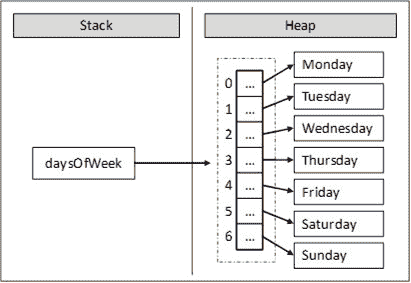 Stack
Heap
daysOfWeek
0 ... Monday
1 ... Tuesday
2 ... Wednesday
3 ... Thursday
4 ... Friday
5 ... Saturday
6 ... Sunday